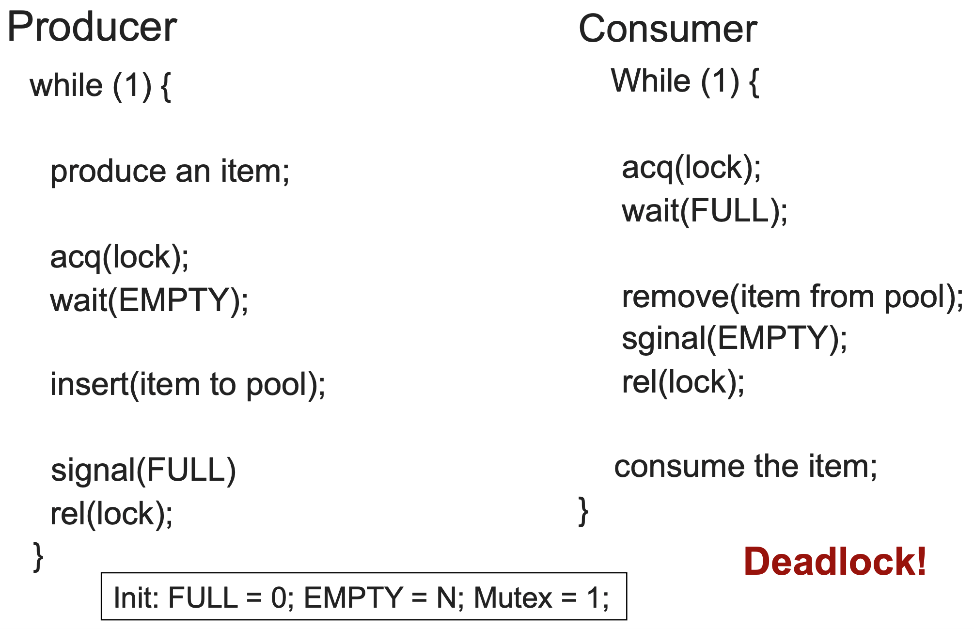 Producer
while (1) {
produce an item;
acq(lock);
wait(EMPTY);
insert(item to pool);
signal(FULL)
rel(lock);
}
Consumer
While (1) {
acq(lock);
wait(FULL);
remove(item from pool);
sginal(EMPTY);
rel(lock);
consume the item;
}
Deadlock!
Init: FULL = 0; EMPTY = N; Mutex = 1;